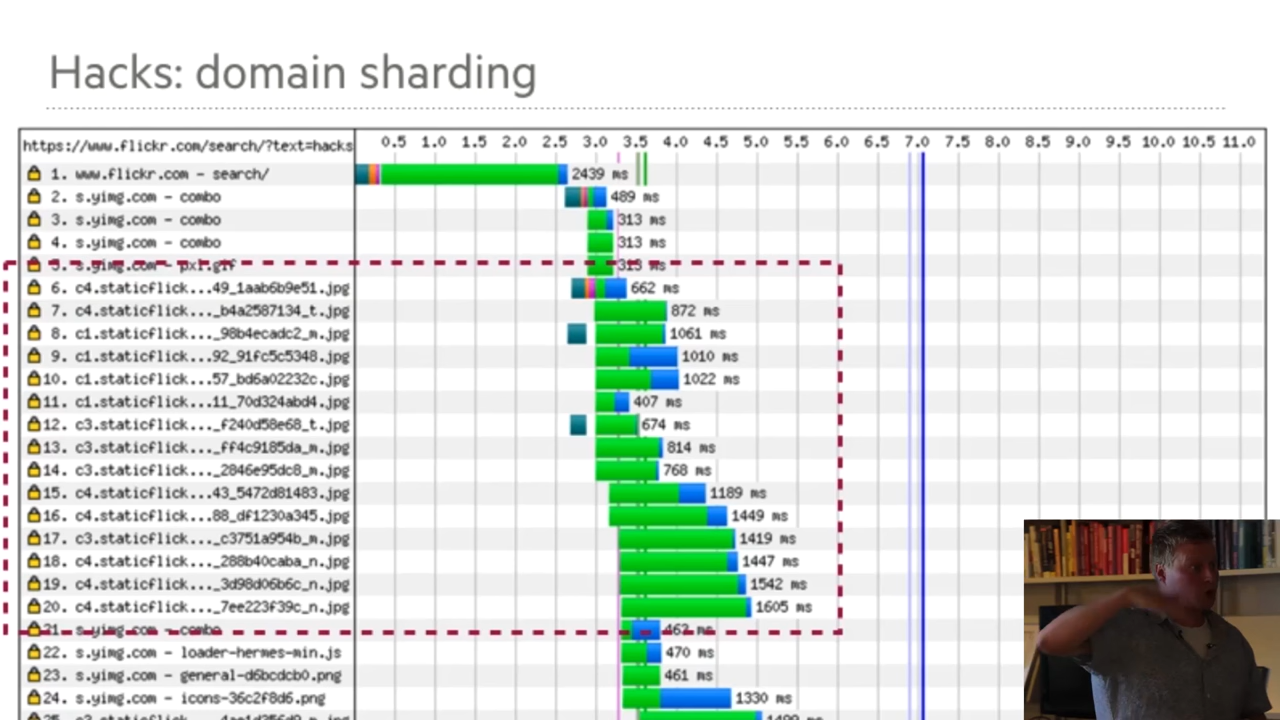 Hacks: domain sharding
https://www.flickr.com/search/?text=hacks 0.5 1.0 1.5 2.0 2.5 3.0 3.5 4.0 4.5 5.0 5.5 6.0 6.5 7.0 7.5 8.0 8.5 9.0 9.5 10.0 10.5 11.0
1. www.flickr.com - search/ 2439 ms
2. s.yimg.com - combo 489 ms
3. s.yimg.com - combo 313 ms
4. s.yimg.com - combo 313 ms
5. s.yimg.com - px1.gif 313 ms
6. c4.staticflick...49_1aab6b9e51.jpg 662 ms
7. c4.staticflick..._b4a2587134_t.jpg 872 ms
8. c1.staticflick..._98b4ecadc2_m.jpg 1061 ms
9. c1.staticflick...92_91fc5c5348.jpg 1010 ms
10. c1.staticflick...57_bd6a02232c.jpg 1022 ms
11. c1.staticflick...11_70d324abd4.jpg 407 ms
12. c3.staticflick..._f240d58e68_t.jpg 674 ms
13. c3.staticflick..._ff4c9185da_m.jpg 814 ms
14. c3.staticflick..._2846e95dc8_m.jpg 768 ms
15. c4.staticflick...43_5472d81483.jpg 1189 ms
16. c4.staticflick...88_df1230a345.jpg 1449 ms
17. c3.staticflick..._c3751a954b_m.jpg 1419 ms
18. c4.staticflick..._288b40caba_n.jpg 1447 ms
19. c4.staticflick..._3d98d06b6c_n.jpg 1542 ms
20. c4.staticflick..._7ee223f39c_n.jpg 1605 ms
21. s.yimg.com - combo 462 ms
22. s.yimg.com - loader-hermes-min.js 470 ms
23. s.yimg.com - general-d6bcdcb0.png 461 ms
24. s.yimg.com - icons-36c2f8d6.png 1330 ms